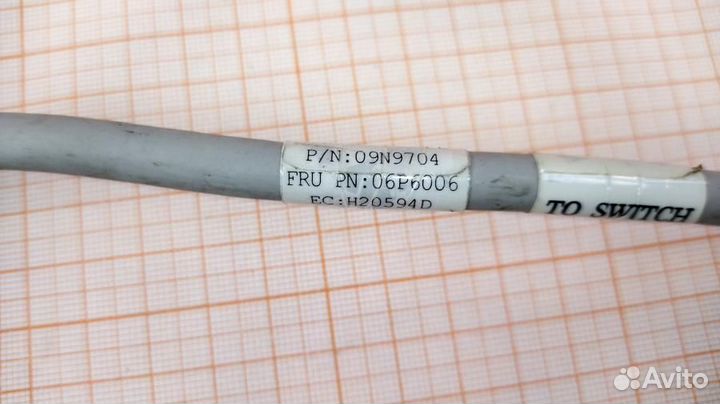 P/N:09N9704
FRU PN:06P6006
EC:H20594D
TO SWITCH
Avito